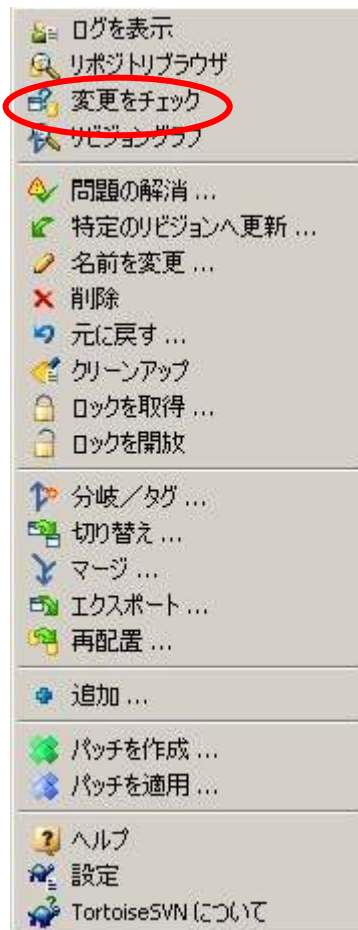 ログを表示
リポジトリブラウザ
変更をチェック
リビジョングラフ
問題の解消 ...
特定のリビジョンへ更新 ...
名前を変更 ...
削除
元に戻す ...
クリーンアップ
ロックを取得 ...
ロックを開放
分岐／タグ ...
切り替え ...
マージ ...
エクスポート ...
再配置 ...
追加 ...
パッチを作成 ...
パッチを適用 ...
ヘルプ
設定
TortoiseSVN について